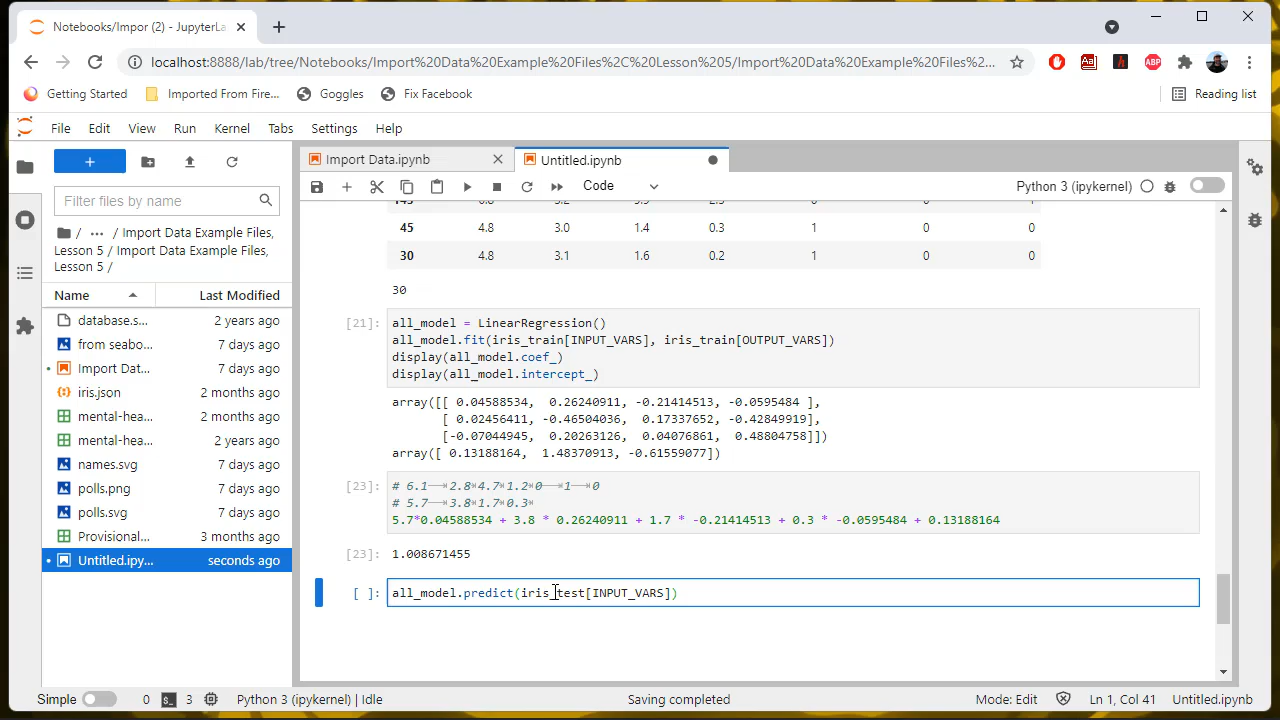 Notebooks/Impor (2) - JupyterLa
localhost:8888/lab/tree/Notebooks/Import%20Data%20Example%20Files%2C%20Lesson%205/Import%20Data%20Example%20Files%2...
Getting Started
Imported From Fire...
Goggles
Fix Facebook
Reading list
File Edit View Run Kernel Tabs Settings Help
Import Data.ipynb
Untitled.ipynb
Code
Python 3 (ipykernel)
Filter files by name
/ ... / Import Data Example Files,
Lesson 5 / Import Data Example Files,
Lesson 5 /
Name Last Modified
database.s... 2 years ago
from seabo... 7 days ago
Import Dat... 7 days ago
iris.json 2 months ago
mental-hea... 2 months ago
mental-hea... 2 years ago
names.svg 7 days ago
polls.png 7 days ago
polls.svg 7 days ago
Provisional... 3 months ago
Untitled.ipy... seconds ago
45 4.8 3.0 1.4 0.3 1 0 0
30 4.8 3.1 1.6 0.2 1 0 0
30
[21]: all_model = LinearRegression()
all_model.fit(iris_train[INPUT_VARS], iris_train[OUTPUT_VARS])
display(all_model.coef_)
display(all_model.intercept_)
array([[ 0.04588534, 0.26240911, -0.21414513, -0.0595484 ],
[ 0.02456411, -0.46504036, 0.17337652, -0.42849919],
[-0.07044945, 0.20263126, 0.04076861, 0.48804758]])
array([ 0.13188164, 1.48370913, -0.61559077])
[23]: # 6.1 2.8 4.7 1.2 0 1 0
# 5.7 3.8 1.7 0.3
5.7*0.04588534 + 3.8 * 0.26240911 + 1.7 * -0.21414513 + 0.3 * -0.0595484 + 0.13188164
[23]: 1.008671455
[ ]: all_model.predict(iris_test[INPUT_VARS])
Simple 0 3 Python 3 (ipykernel) | Idle Saving completed Mode: Edit Ln 1, Col 41 Untitled.ipynb